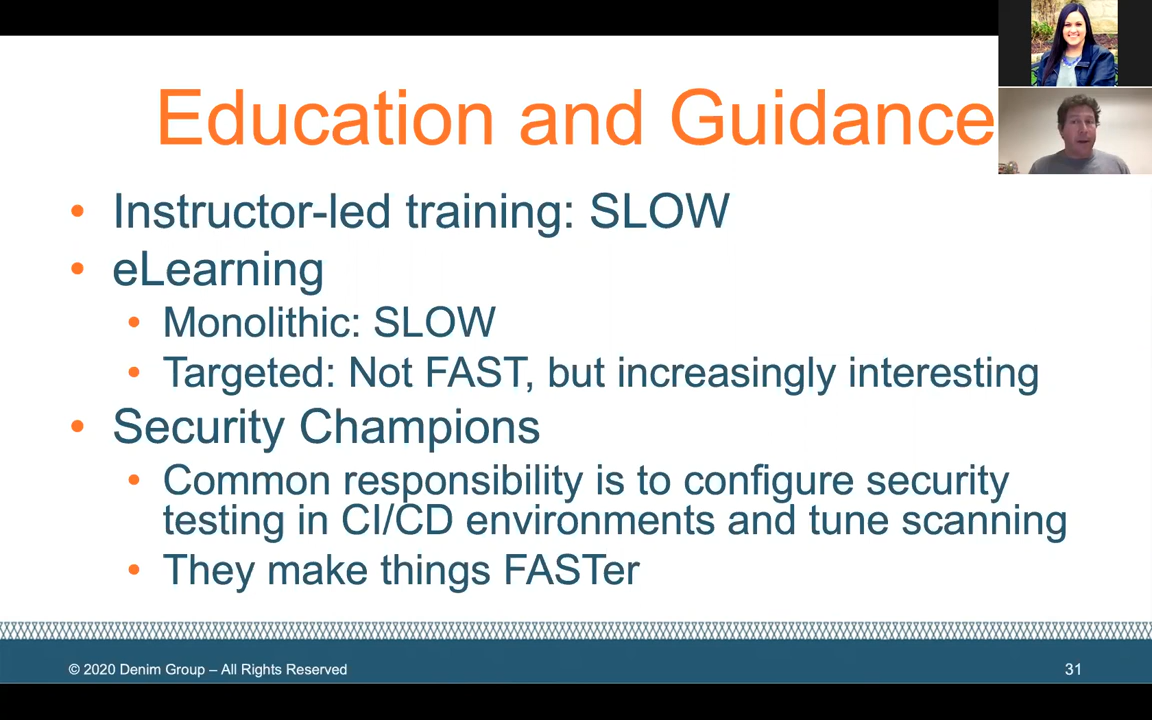 Education and Guidance
• Instructor-led training: SLOW
• eLearning
• Monolithic: SLOW
• Targeted: Not FAST, but increasingly interesting
• Security Champions
• Common responsibility is to configure security
testing in CI/CD environments and tune scanning
• They make things FASTer
© 2020 Denim Group – All Rights Reserved
31